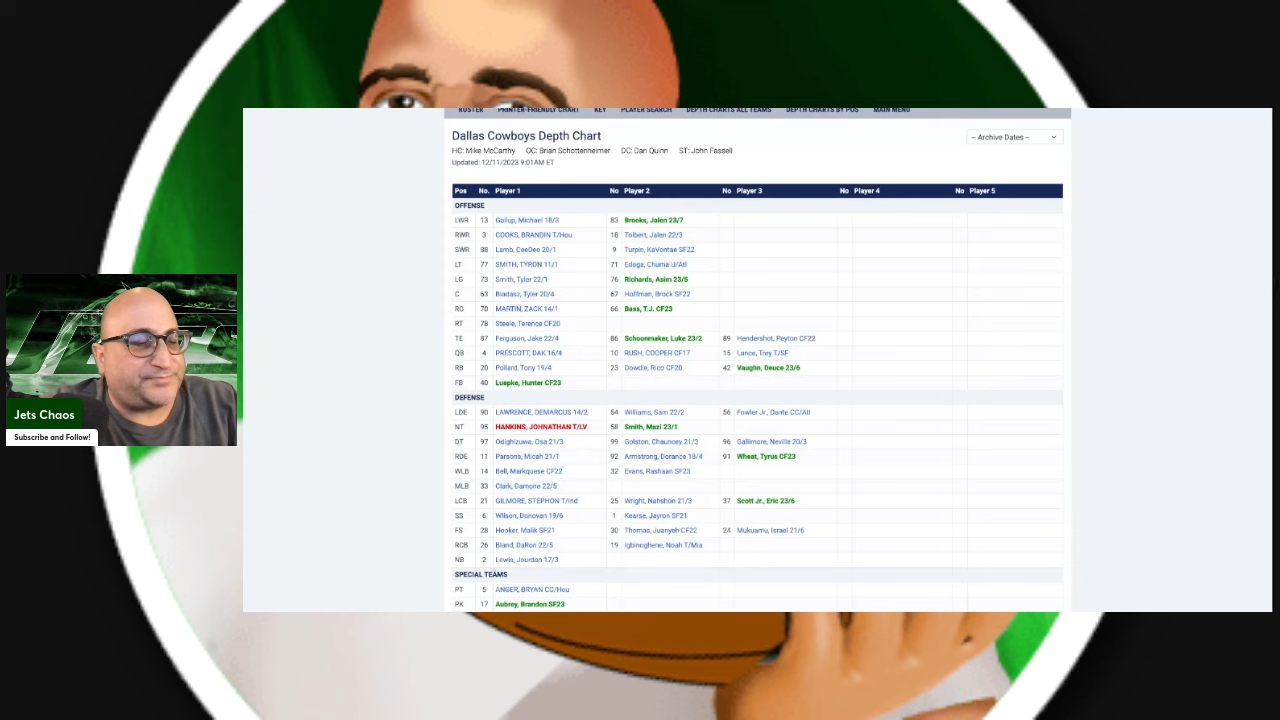 ROSTER PRINTER-FRIENDLY CHART KEY PLAYER SEARCH DEPTH CHARTS ALL TEAMS DEPTH CHARTS BY POS MAIN MENU
Dallas Cowboys Depth Chart
-- Archive Dates --
HC: Mike McCarthy OC: Brian Schottenheimer DC: Dan Quinn ST: John Fassell
Updated: 12/11/2023 9:01AM ET
Pos No. Player 1 No Player 2 No Player 3 No Player 4 No Player 5
OFFENSE
LWR 13 Gallup, Michael 18/3 83 Brooks, Jalen 23/7
RWR 3 COOKS, BRANDIN T/Hou 18 Tolbert, Jalen 22/3
SWR 88 Lamb, CeeDee 20/1 9 Turpin, KaVontae SF22
LT 77 SMITH, TYRON 11/1 71 Edoga, Chuma U/Atl
LG 73 Smith, Tyler 22/1 76 Richards, Asim 23/5
C 63 Biadasz, Tyler 20/4 67 Hoffman, Brock SF22
RG 70 MARTIN, ZACK 14/1 66 Bass, T.J. CF23
RT 78 Steele, Terence CF20
TE 87 Ferguson, Jake 22/4 86 Schoonmaker, Luke 23/2 89 Hendershot, Peyton CF22
QB 4 PRESCOTT, DAK 16/4 10 RUSH, COOPER CF17 15 Lance, Trey T/SF
RB 20 Pollard, Tony 19/4 23 Dowdle, Rico CF20 42 Vaughn, Deuce 23/6
FB 40 Luepke, Hunter CF23
DEFENSE
LDE 90 LAWRENCE, DEMARCUS 14/2 54 Williams, Sam 22/2 56 Fowler Jr., Dante CC/Atl
NT 95 HANKINS, JOHNATHAN T/LV 58 Smith, Mazi 23/1
DT 97 Odighizuwa, Osa 21/3 99 Golston, Chauncey 21/3 96 Gallimore, Neville 20/3
RDE 11 Parsons, Micah 21/1 92 Armstrong, Dorance 18/4 91 Wheat, Tyrus CF23
WLB 14 Bell, Markquese CF22 32 Evans, Rashaan SF23
MLB 33 Clark, Damone 22/5
LCB 21 GILMORE, STEPHON T/Ind 25 Wright, Nahshon 21/3 37 Scott Jr., Eric 23/6
SS 6 Wilson, Donovan 19/6 1 Kearse, Jayron SF21
FS 28 Hooker, Malik SF21 30 Thomas, Juanyeh CF22 24 Mukuamu, Israel 21/6
RCB 26 Bland, DaRon 22/5 19 Igbinoghene, Noah T/Mia
NB 2 Lewis, Jourdan 17/3
SPECIAL TEAMS
PT 5 ANGER, BRYAN CC/Hou
PK 17 Aubrey, Brandon SF23
Jets Chaos
Subscribe and Follow!